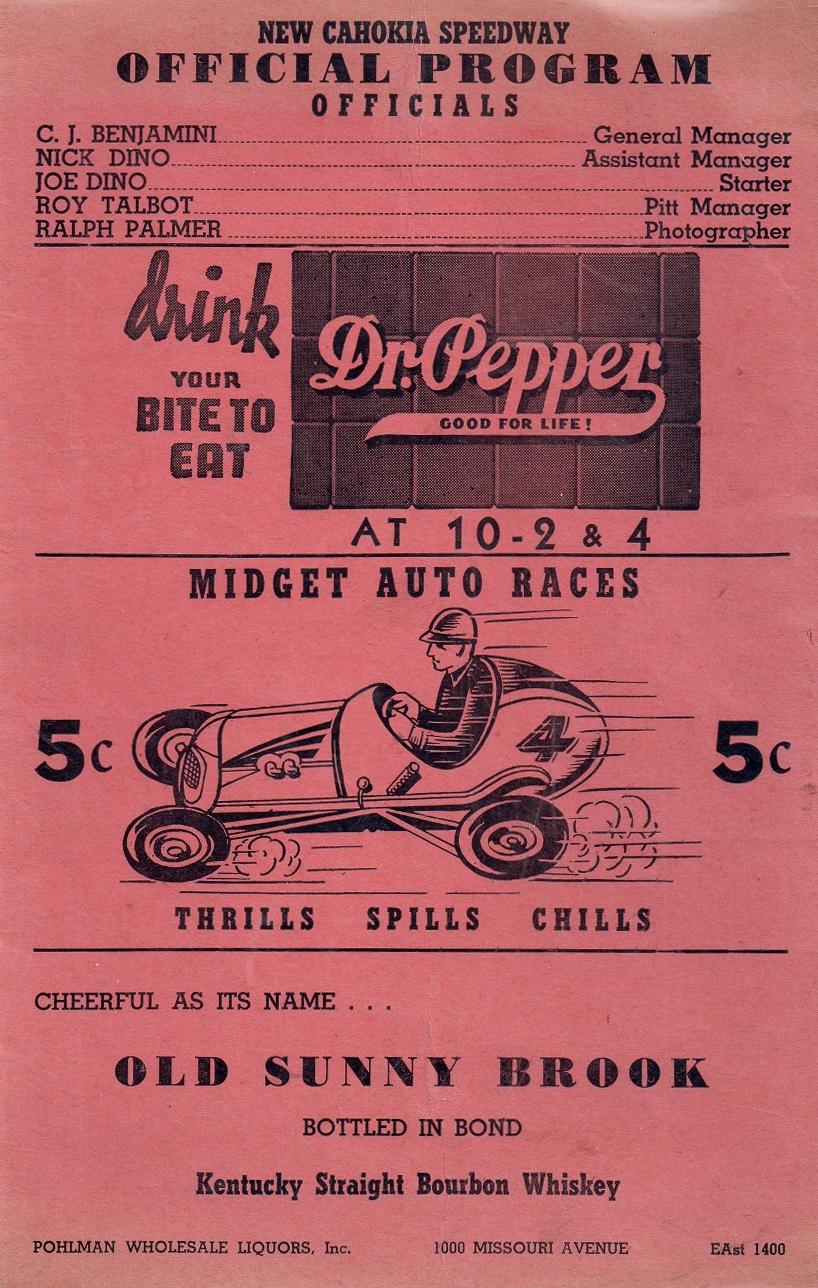 NEW CAHOKIA SPEEDWAY
OFFICIAL PROGRAM
OFFICIALS
C. J. BENJAMINI General Manager
NICK DINO Assistant Manager
JOE DINO Starter
ROY TALBOT Pitt Manager
RALPH PALMER Photographer
drink
YOUR
BITE TO
EAT
Dr. Pepper
GOOD FOR LIFE!
AT 10-2 & 4
MIDGET AUTO RACES
5c 5c
4
THRILLS SPILLS CHILLS
CHEERFUL AS ITS NAME . . .
OLD SUNNY BROOK
BOTTLED IN BOND
Kentucky Straight Bourbon Whiskey
POHLMAN WHOLESALE LIQUORS, Inc. 1000 MISSOURI AVENUE EAst 1400